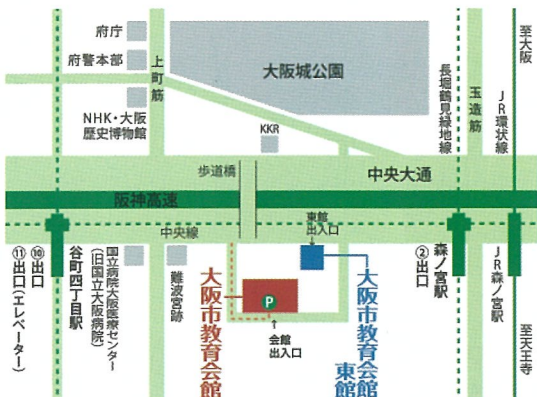 府庁
府警本部
NHK・大阪
歴史博物館
上町筋
大阪城公園
KKR
長堀鶴見緑地線
玉造筋
至大阪
JR環状線
歩道橋
中央大通
阪神高速
中央線
東館
出入口
⑪出口(エレベーター)
⑩出口
谷町四丁目駅
国立病院大阪医療センター
(旧国立大阪病院)
難波宮跡
大阪市教育会館
P
会館
出入口
大阪市教育会館
東館
②出口
森ノ宮駅
JR森ノ宮駅
至天王寺